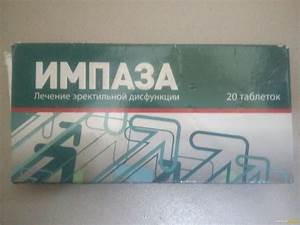 ИМПАЗА
Лечение эректильной дисфункции
20 таблеток